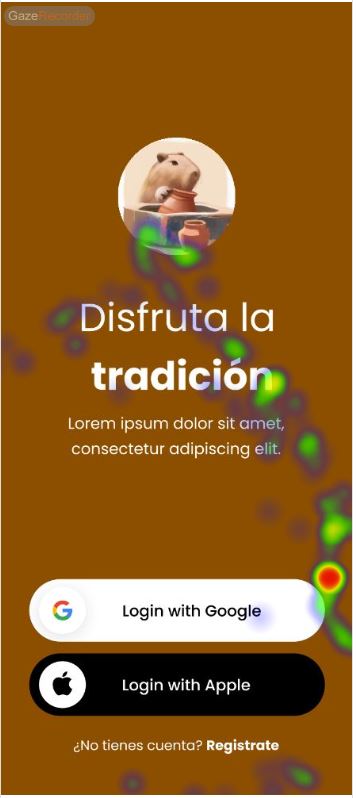 GazeRecorder
Disfruta la
tradición
Lorem ipsum dolor sit amet,
consectetur adipiscing elit.
Login with Google
Login with Apple
¿No tienes cuenta? Registrate